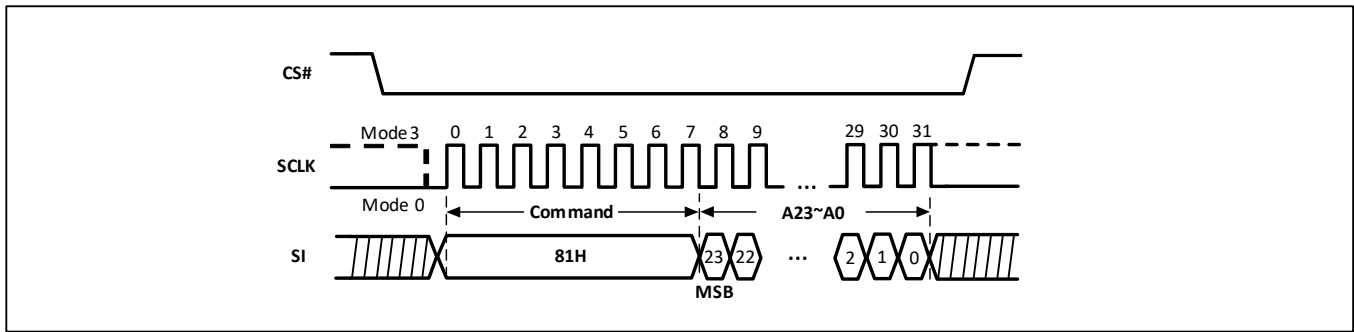 CS#
Mode 3 0 1 2 3 4 5 6 7 8 9 29 30 31
SCLK
...
Mode 0 Command A23~A0
SI 81H 23 22 ... 2 1 0
MSB